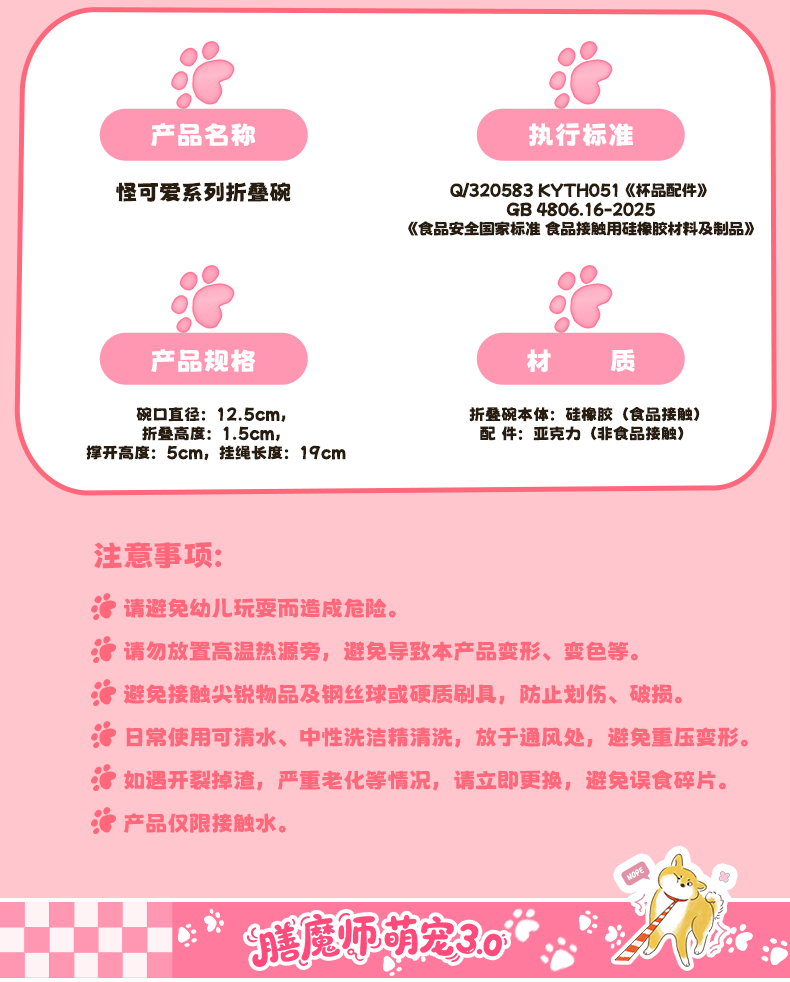 产品名称
怪可爱系列折叠碗
执行标准
Q/320583 KYTH051《杯品配件》
GB 4806.16-2025
《食品安全国家标准 食品接触用硅橡胶材料及制品》
产品规格
碗口直径：12.5cm，
折叠高度：1.5cm，
撑开高度：5cm，挂绳长度：19cm
材 质
折叠碗本体：硅橡胶（食品接触）
配 件：亚克力（非食品接触）
注意事项:
请避免幼儿玩耍而造成危险。
请勿放置高温热源旁，避免导致本产品变形、变色等。
避免接触尖锐物品及钢丝球或硬质刷具，防止划伤、破损。
日常使用可清水、中性洗洁精清洗，放于通风处，避免重压变形。
如遇开裂掉渣，严重老化等情况，请立即更换，避免误食碎片。
产品仅限接触水。
NOPE
膳魔师萌宠3.0